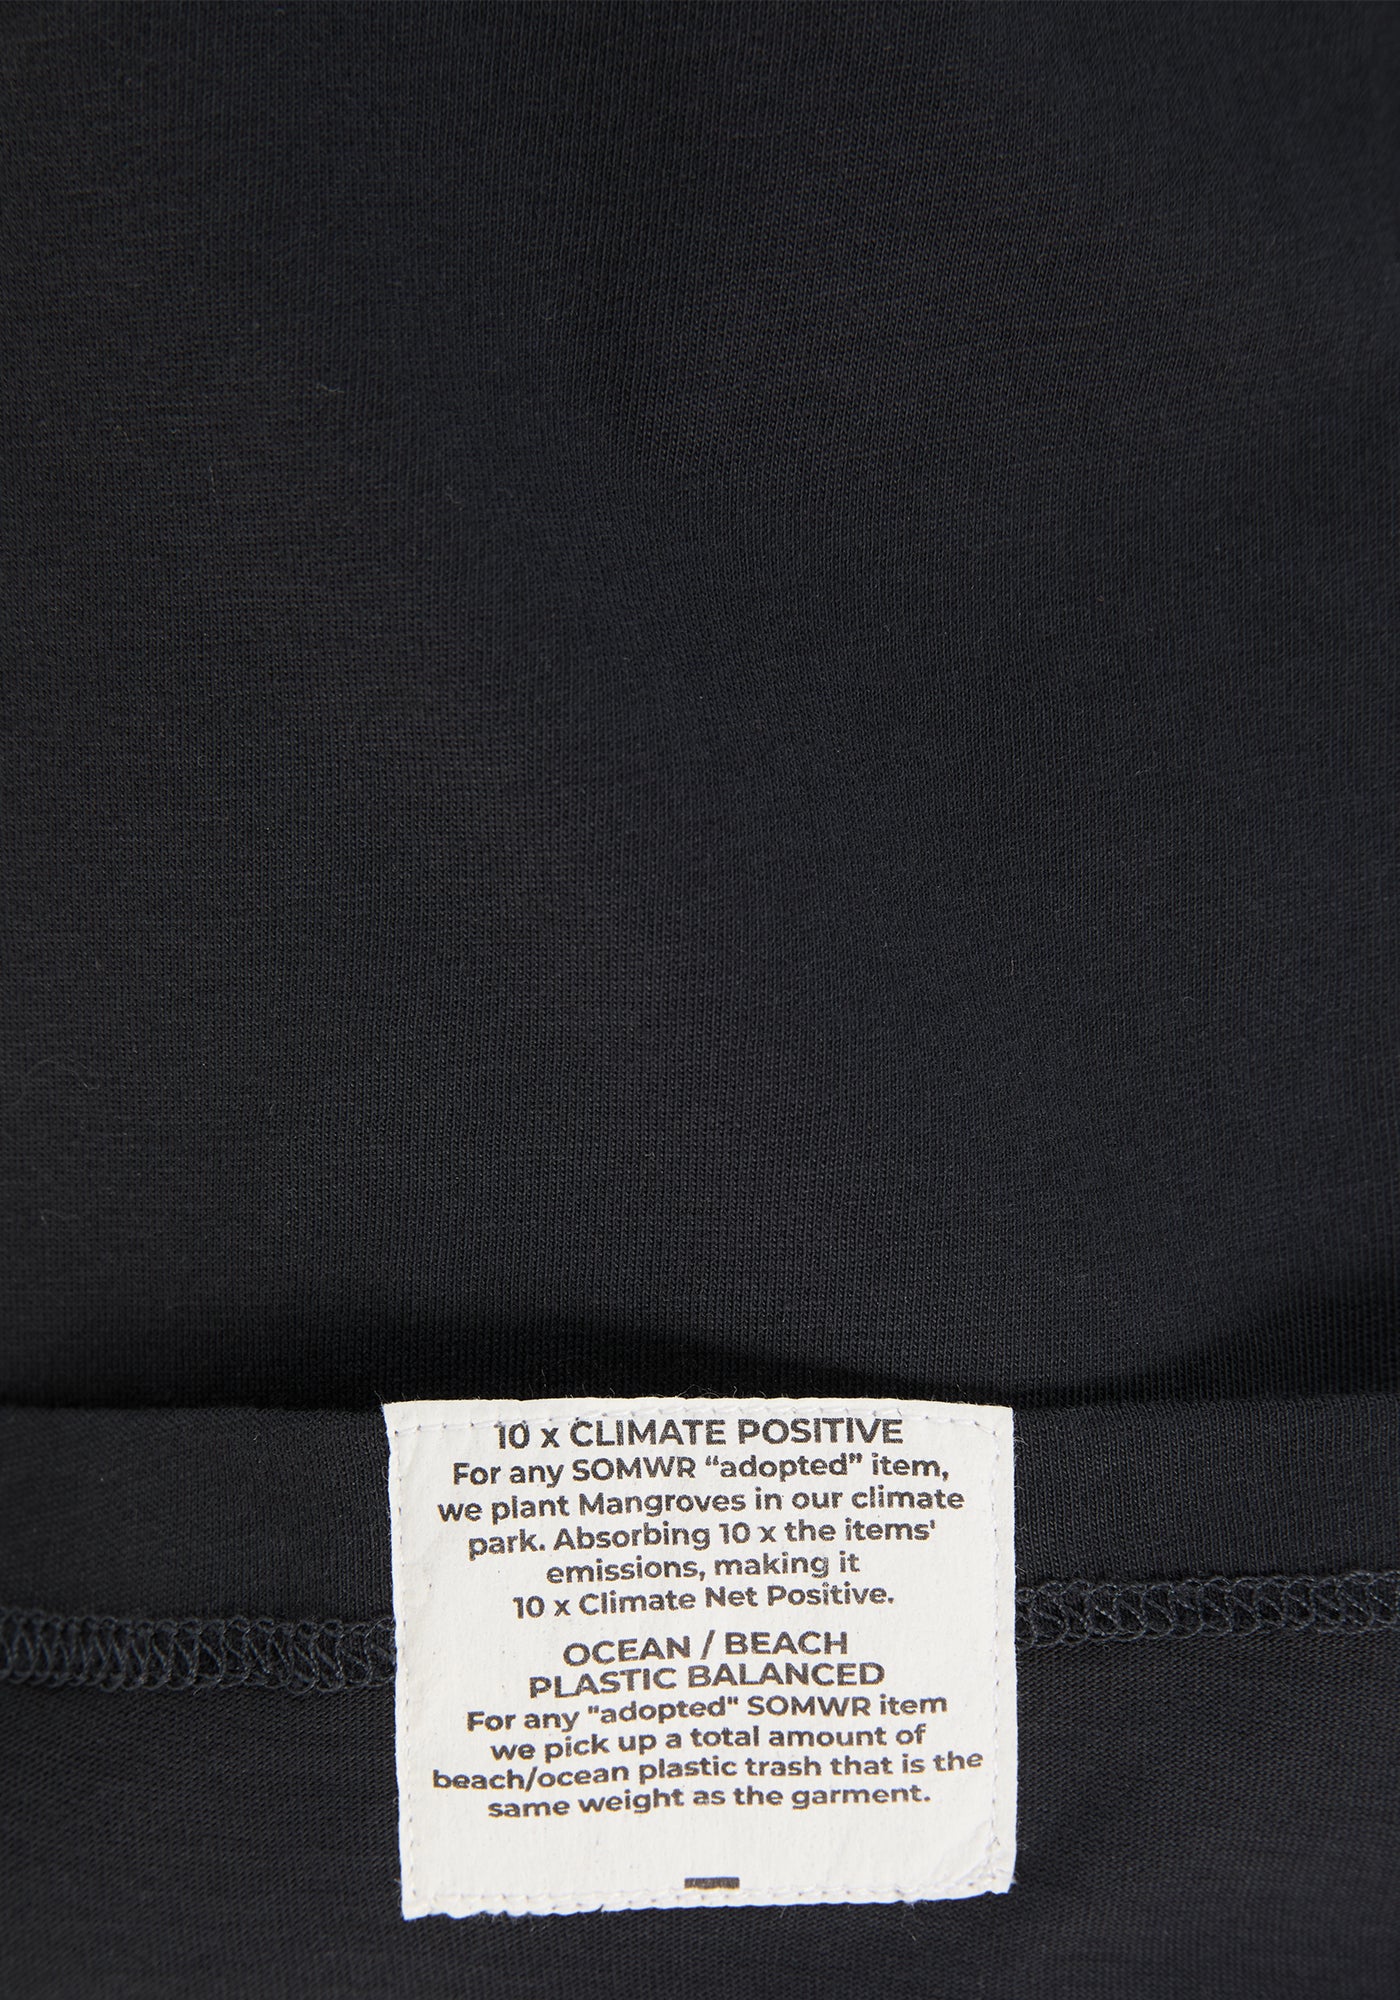 10 x CLIMATE POSITIVE
For any SOMWR “adopted” item,
we plant Mangroves in our climate
park. Absorbing 10 x the items'
emissions, making it
10 x Climate Net Positive.
OCEAN / BEACH
PLASTIC BALANCED
For any "adopted" SOMWR item
we pick up a total amount of
beach/ocean plastic trash that is the
same weight as the garment.